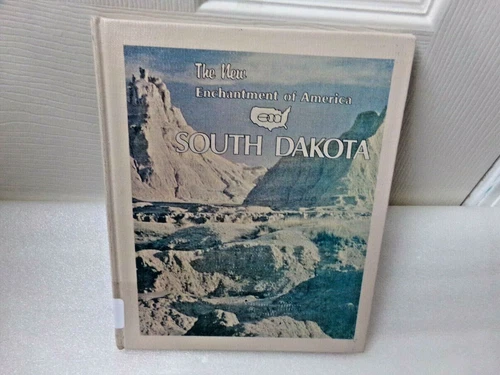 The New
Enchantment of America
SOUTH DAKOTA